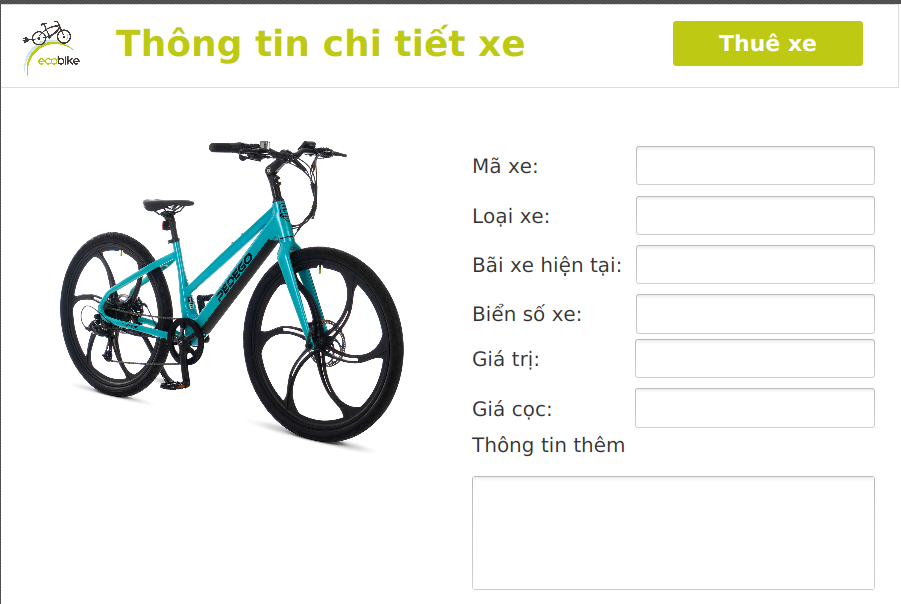 ecobike
Thông tin chi tiết xe
Thuê xe
PEDEGO
Mã xe:
Loại xe:
Bãi xe hiện tại:
Biển số xe:
Giá trị:
Giá cọc:
Thông tin thêm